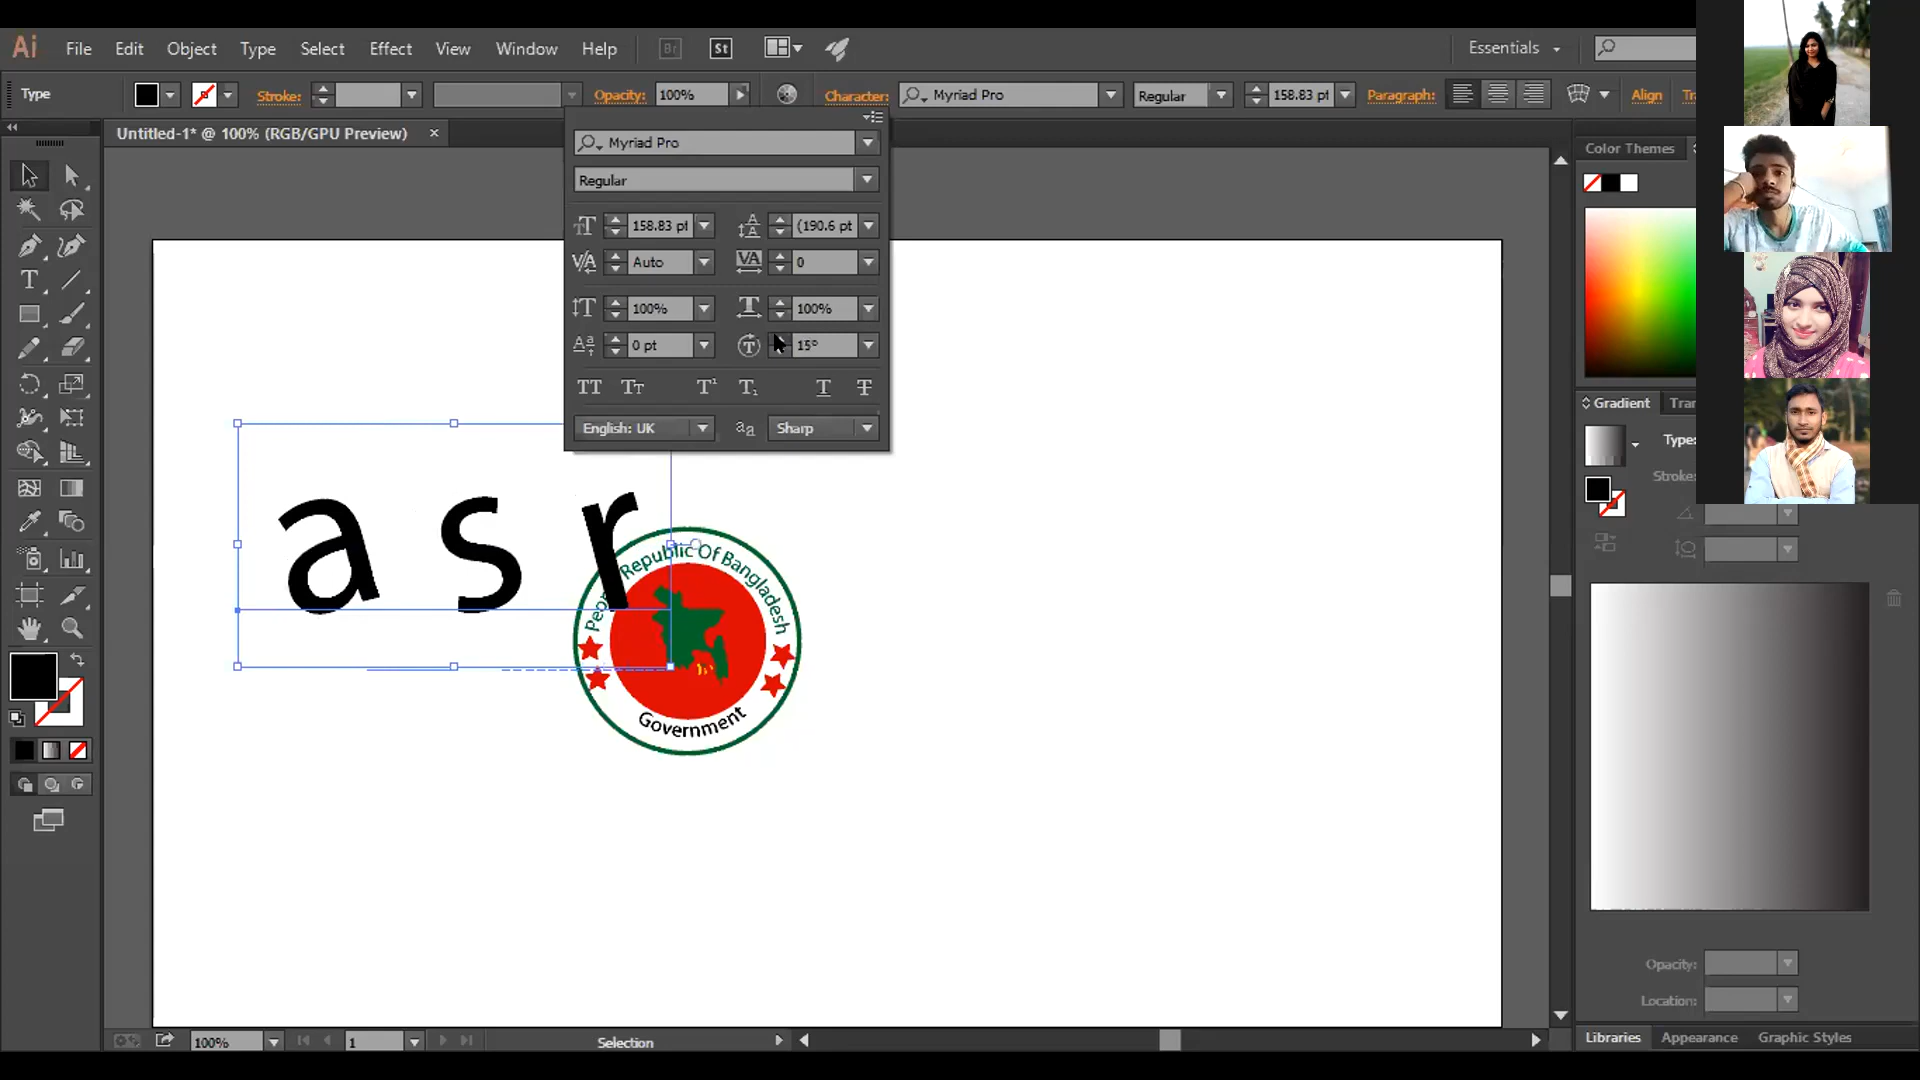 Ai File Edit Object Type Select Effect View Window Help Br St Essentials
Type Stroke: Opacity: 100% Character: Myriad Pro Regular 158.83 pt Paragraph: Align
Untitled-1* @ 100% (RGB/GPU Preview) ×
Myriad Pro
Regular
158.83 pt (190.6 pt
Auto 0
100% 100%
0 pt 15°
English: UK Sharp
a s r
Republic Of Bangladesh
Government
Color Themes
Gradient
Type:
Stroke:
Opacity:
Location:
100% 1 Selection
Libraries Appearance Graphic Styles